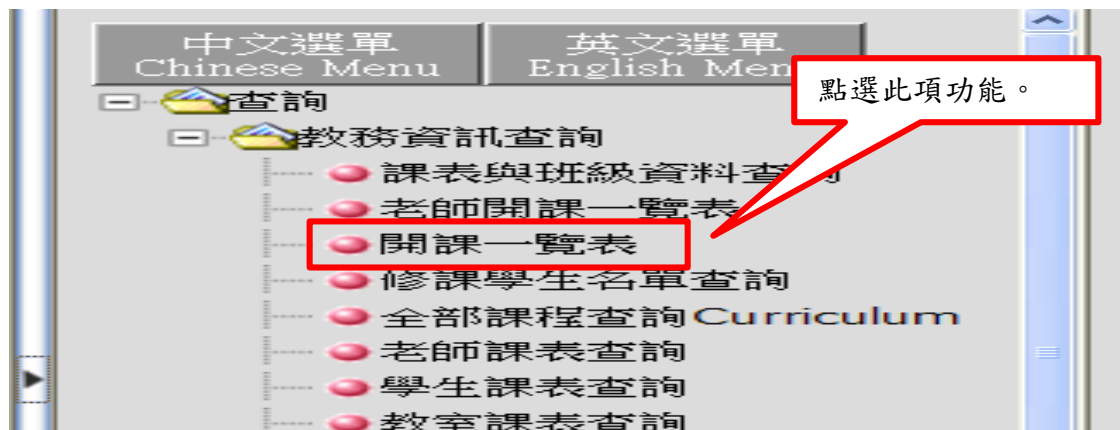 中文選單 英文選單
Chinese Menu English Men
點選此項功能。
查詢
教務資訊查詢
課表與班級資料查詢
老師開課一覽表
開課一覽表
修課學生名單查詢
全部課程查詢Curriculum
老師課表查詢
學生課表查詢
教室課表查詢